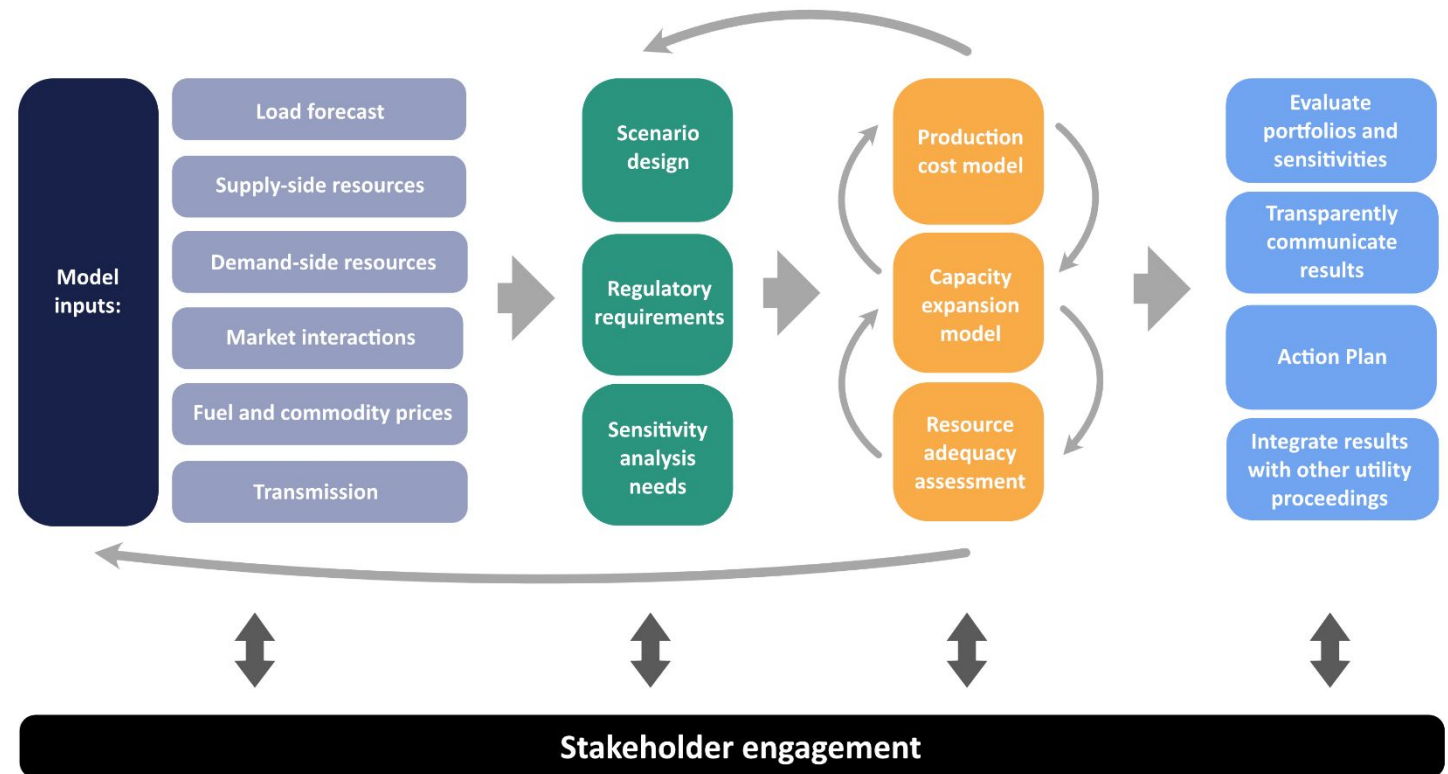 Model
inputs:
Load forecast
Supply-side resources
Demand-side resources
Market interactions
Fuel and commodity prices
Transmission
Scenario
design
Regulatory
requirements
Sensitivity
analysis
needs
Production
cost model
Capacity
expansion
model
Resource
adequacy
assessment
Evaluate
portfolios and
sensitivities
Transparently
communicate
results
Action Plan
Integrate results
with other utility
proceedings
Stakeholder engagement